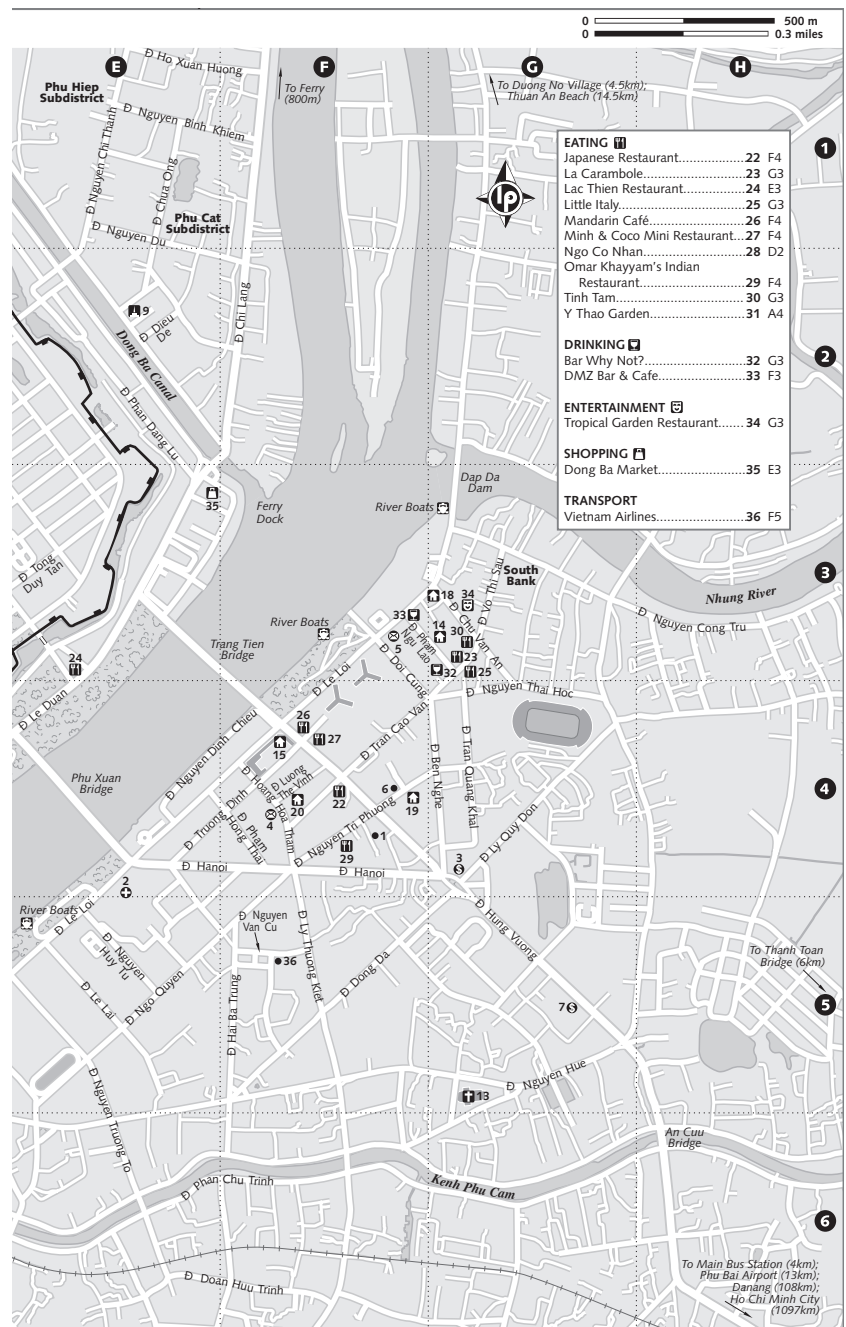 0 500 m
0 0.3 miles
E
F
G
H
Đ Ho Xuan Huong
Phu Hiep
Subdistrict
To Ferry
(800m)
To Duong No Village (4.5km);
Thuan An Beach (14.5km)
Đ Nguyen Binh Khiem
Đ Nguyen Chi Thanh
Đ Chua Ong
Phu Cat
Subdistrict
Đ Nguyen Du
1
lp
EATING
Japanese Restaurant..................22 F4
La Carambole............................23 G3
Lac Thien Restaurant.................24 E3
Little Italy..................................25 G3
Mandarin Café..........................26 F4
Minh & Coco Mini Restaurant...27 F4
Ngo Co Nhan............................28 D2
Omar Khayyam's Indian
Restaurant..............................29 F4
Tinh Tam...................................30 G3
Y Thao Garden..........................31 A4
DRINKING
Bar Why Not?............................32 G3
DMZ Bar & Cafe........................33 F3
ENTERTAINMENT
Tropical Garden Restaurant.......34 G3
SHOPPING
Dong Ba Market........................35 E3
TRANSPORT
Vietnam Airlines.........................36 F5
9
Đ Dieu
De
Đ Chi Lang
Dong Ba Canal
Đ Phan Dang Lu
2
35
Ferry
Dock
River Boats
Dap Da
Dam
Đ Tong
Duy Tan
South
Bank
3
Nhung River
Đ Nguyen Cong Tru
Đ Vo Thi Sau
18
34
33
14
30
Đ Chu Van An
Đ Pham
Ngu Lao
5
River Boats
Trang Tien
Bridge
23
32
25
Đ Doi Cung
24
Đ Le Duan
Đ Le Loi
Đ Nguyen Thai Hoc
26
27
15
Đ Tran Cao Van
Đ Nguyen Dinh Chieu
Đ Ben Nghe
Đ Tran Quang Khai
Phu Xuan
Bridge
Đ Luong
The Vinh
Đ Hoang Hoa Tham
20
4
22
6
19
4
Đ Truong Dinh
Đ Pham
Hong Thai
Đ Nguyen Tri Phuong
1
29
Đ Ly Quy Don
Đ Hanoi
Đ Hanoi
3
2
River Boats
Đ Le Loi
Đ Nguyen
Van Cu
Đ Hung Vuong
Đ Nguyen
Huy Tu
36
Đ Ly Thuong Kiet
Đ Dong Da
To Thanh Toan
Bridge (6km)
Đ Le Lai
Đ Ngo Quyen
Đ Hai Ba Trung
7
5
Đ Nguyen Hue
Đ Nguyen Truong To
13
An Cuu
Bridge
Đ Phan Chu Trinh
Kenh Phu Cam
6
Đ Doan Huu Trinh
To Main Bus Station (4km);
Phu Bai Airport (13km);
Danang (108km);
Ho Chi Minh City
(1097km)